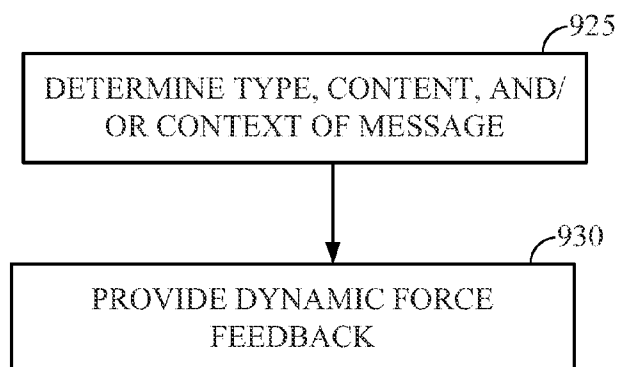 925
DETERMINE TYPE, CONTENT, AND/
OR CONTEXT OF MESSAGE
930
PROVIDE DYNAMIC FORCE
FEEDBACK